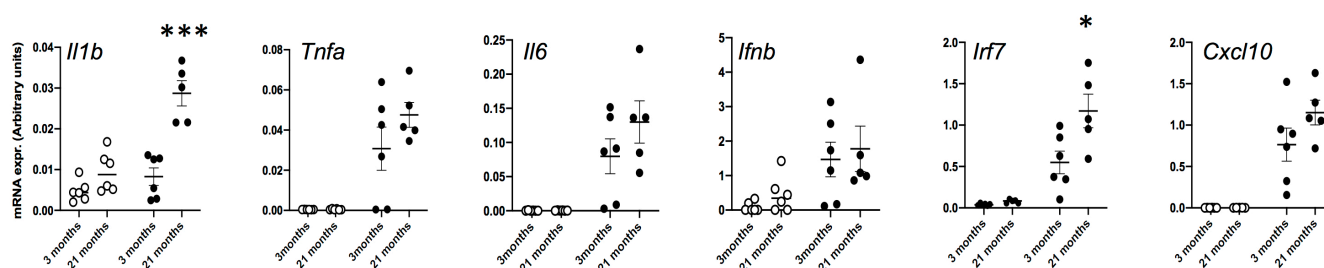 mRNA expr. (Arbitrary units)
Il1b
***
0.04
0.03
0.02
0.01
0.00
3 months
21 months
3 months
21 months
Tnfa
0.08
0.06
0.04
0.02
0.00
3months
21 months
3months
21 months
Il6
0.25
0.20
0.15
0.10
0.05
0.00
3months
21 months
3months
21 months
Ifnb
5
4
3
2
1
0
3months
21 months
3months
21 months
Irf7
*
2.0
1.5
1.0
0.5
0.0
3 months
21 months
3 months
21 months
Cxcl10
2.0
1.5
1.0
0.5
0.0
3 months
21 months
3 months
21 months